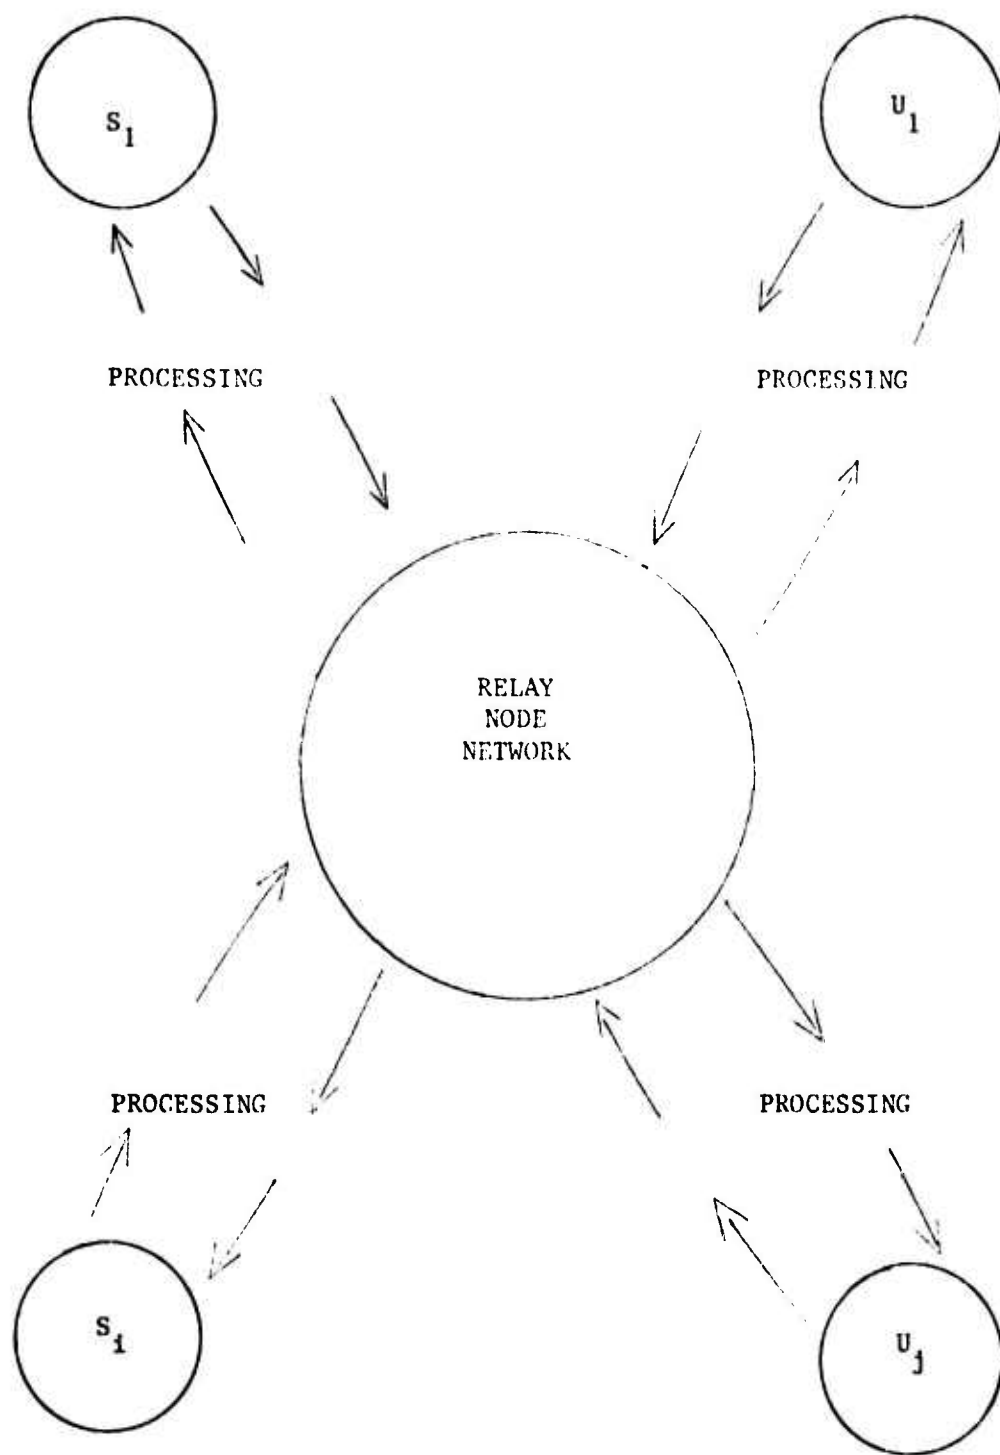 S1
U1
PROCESSING
PROCESSING
RELAY
NODE
NETWORK
PROCESSING
PROCESSING
Si
Uj